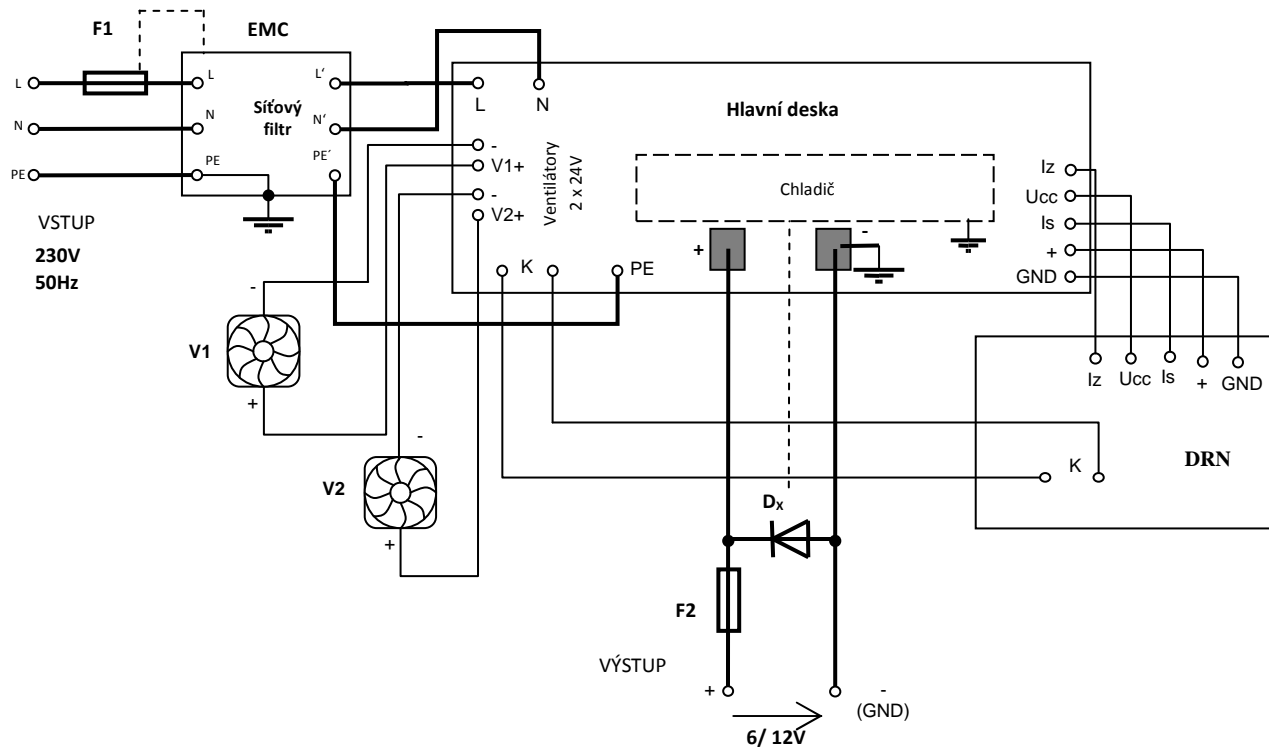 F1
EMC
L
L
L'
Síťový
filtr
N
N
N'
PE
PE
PE´
VSTUP
230V
50Hz
L
N
Hlavní deska
-
V1+
-
V2+
Ventilátory
2 x 24V
Chladič
+
-
K
PE
Iz
Ucc
Is
+
GND
-
V1
+
-
V2
+
Iz
Ucc
Is
+
GND
K
DRN
Dx
F2
VÝSTUP
+
-
(GND)
6/ 12V